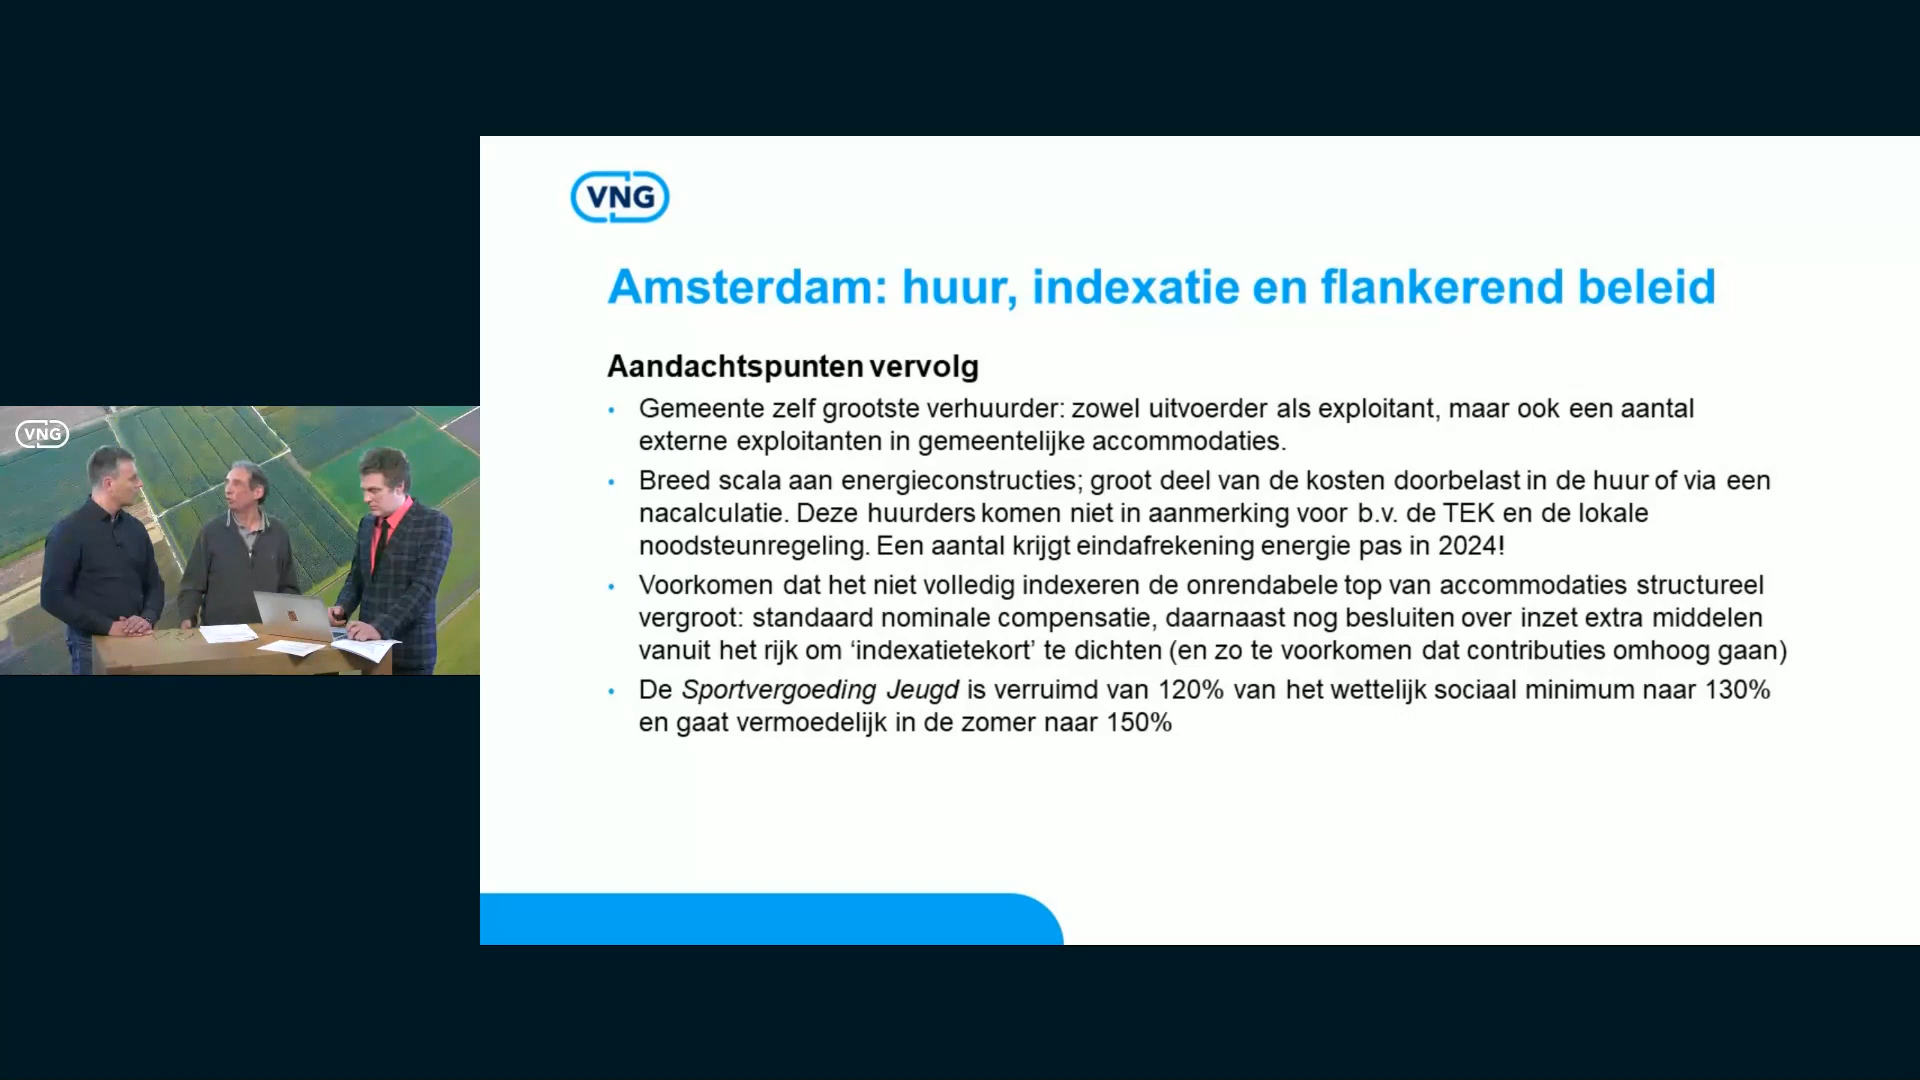 VNG
Amsterdam: huur, indexatie en flankerend beleid
Aandachtspunten vervolg
• Gemeente zelf grootste verhuurder: zowel uitvoerder als exploitant, maar ook een aantal
externe exploitanten in gemeentelijke accommodaties.
• Breed scala aan energieconstructies; groot deel van de kosten doorbelast in de huur of via een
nacalculatie. Deze huurders komen niet in aanmerking voor b.v. de TEK en de lokale
noodsteunregeling. Een aantal krijgt eindafrekening energie pas in 2024!
• Voorkomen dat het niet volledig indexeren de onrendabele top van accommodaties structureel
vergroot: standaard nominale compensatie, daarnaast nog besluiten over inzet extra middelen
vanuit het rijk om ‘indexatietekort’ te dichten (en zo te voorkomen dat contributies omhoog gaan)
• De Sportvergoeding Jeugd is verruimd van 120% van het wettelijk sociaal minimum naar 130%
en gaat vermoedelijk in de zomer naar 150%
VNG